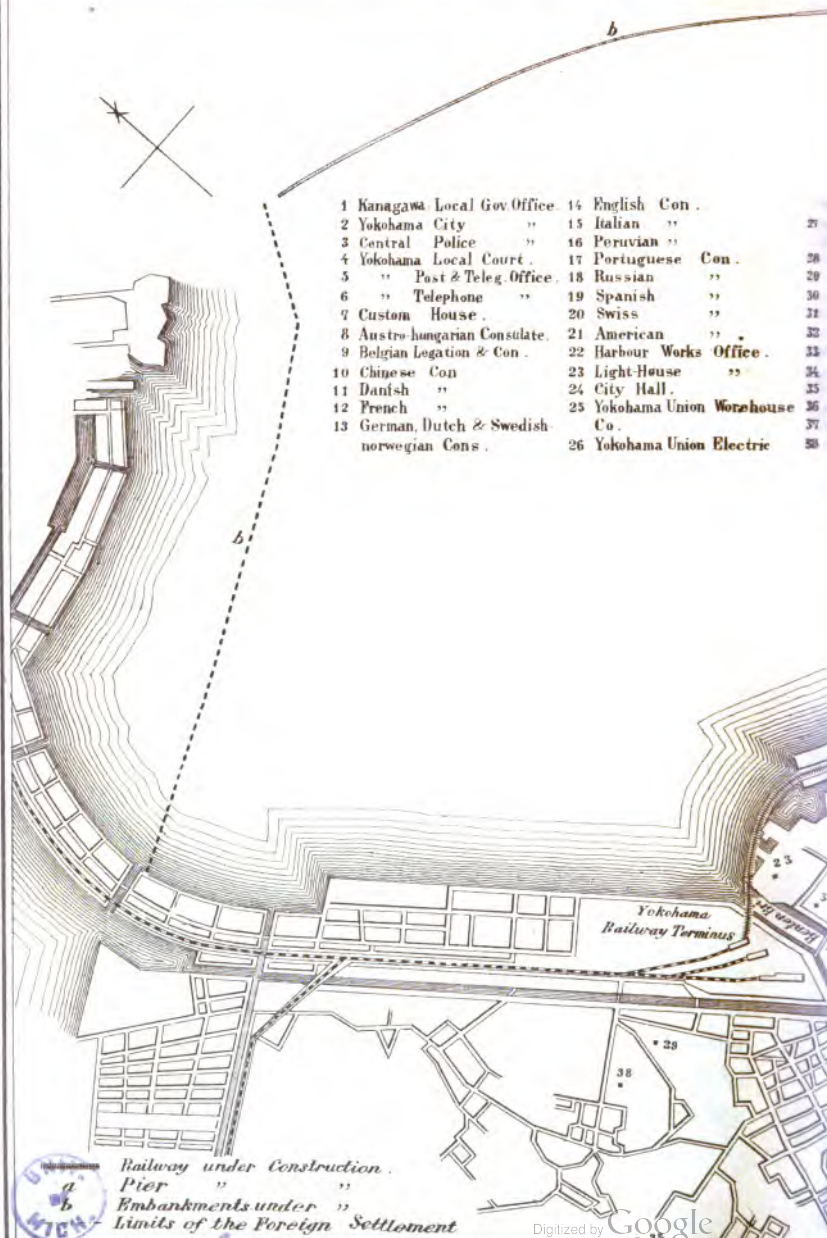 b
1 Kanagawa Local Gov. Office.
2 Yokohama City "
3 Central Police "
4 Yokohama Local Court.
5 " Post & Teleg. Office.
6 " Telephone "
7 Custom House.
8 Austro-hungarian Consulate.
9 Belgian Legation & Con.
10 Chinese Con
11 Danish "
12 French "
13 German, Dutch & Swedish
norwegian Cons.
14 English Con.
15 Italian "
16 Peruvian "
17 Portuguese Con.
18 Russian "
19 Spanish "
20 Swiss "
21 American ".
22 Harbour Works Office.
23 Light-House "
24 City Hall.
25 Yokohama Union Warehouse
Co.
26 Yokohama Union Electric
27
28
29
30
31
32
33
34
35
36
37
38
b
23
Yokohama
Railway Terminus
29
38
Railway under Construction.
a Pier " "
b Embankments under "
Limits of the Foreign Settlement
Digitized by Google